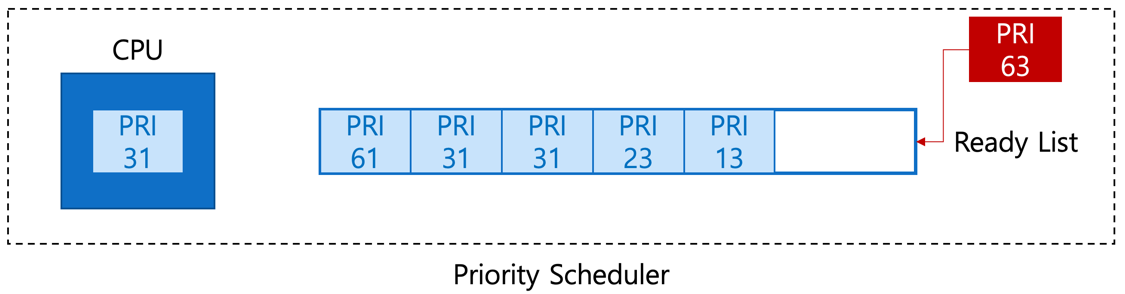 CPU
PRI
31
PRI
61
PRI
31
PRI
31
PRI
23
PRI
13
PRI
63
Ready List
Priority Scheduler